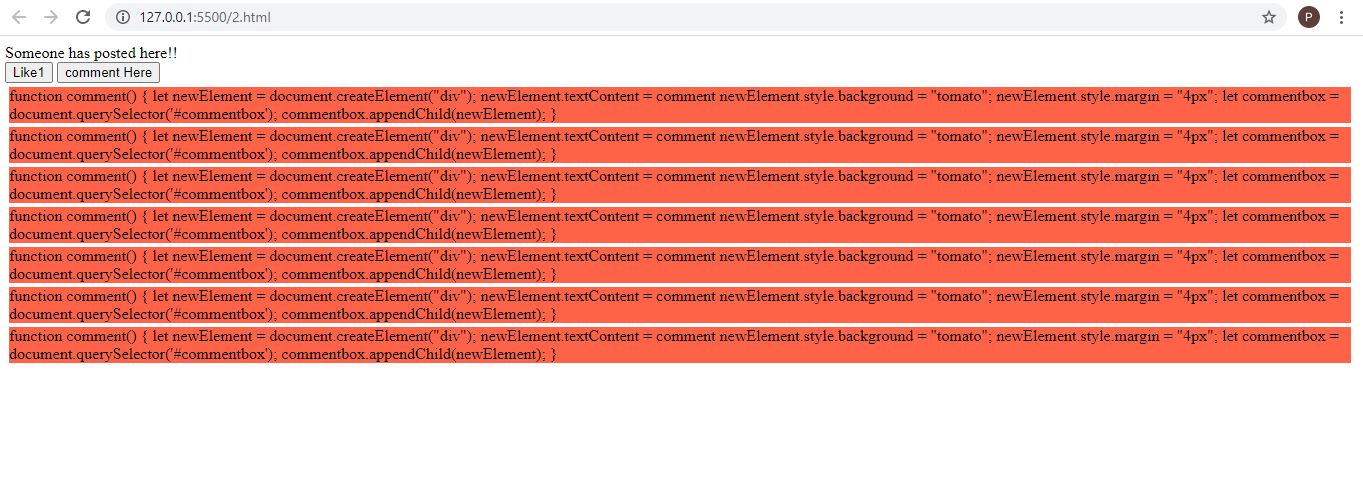 127.0.0.1:5500/2.html
P
Someone has posted here!!
Like1 comment Here
function comment() { let newElement = document.createElement("div"); newElement.textContent = comment newElement.style.background = "tomato"; newElement.style.margin = "4px"; let commentbox =
document.querySelector('#commentbox'); commentbox.appendChild(newElement); }
function comment() { let newElement = document.createElement("div"); newElement.textContent = comment newElement.style.background = "tomato"; newElement.style.margin = "4px"; let commentbox =
document.querySelector('#commentbox'); commentbox.appendChild(newElement); }
function comment() { let newElement = document.createElement("div"); newElement.textContent = comment newElement.style.background = "tomato"; newElement.style.margin = "4px"; let commentbox =
document.querySelector('#commentbox'); commentbox.appendChild(newElement); }
function comment() { let newElement = document.createElement("div"); newElement.textContent = comment newElement.style.background = "tomato"; newElement.style.margin = "4px"; let commentbox =
document.querySelector('#commentbox'); commentbox.appendChild(newElement); }
function comment() { let newElement = document.createElement("div"); newElement.textContent = comment newElement.style.background = "tomato"; newElement.style.margin = "4px"; let commentbox =
document.querySelector('#commentbox'); commentbox.appendChild(newElement); }
function comment() { let newElement = document.createElement("div"); newElement.textContent = comment newElement.style.background = "tomato"; newElement.style.margin = "4px"; let commentbox =
document.querySelector('#commentbox'); commentbox.appendChild(newElement); }
function comment() { let newElement = document.createElement("div"); newElement.textContent = comment newElement.style.background = "tomato"; newElement.style.margin = "4px"; let commentbox =
document.querySelector('#commentbox'); commentbox.appendChild(newElement); }